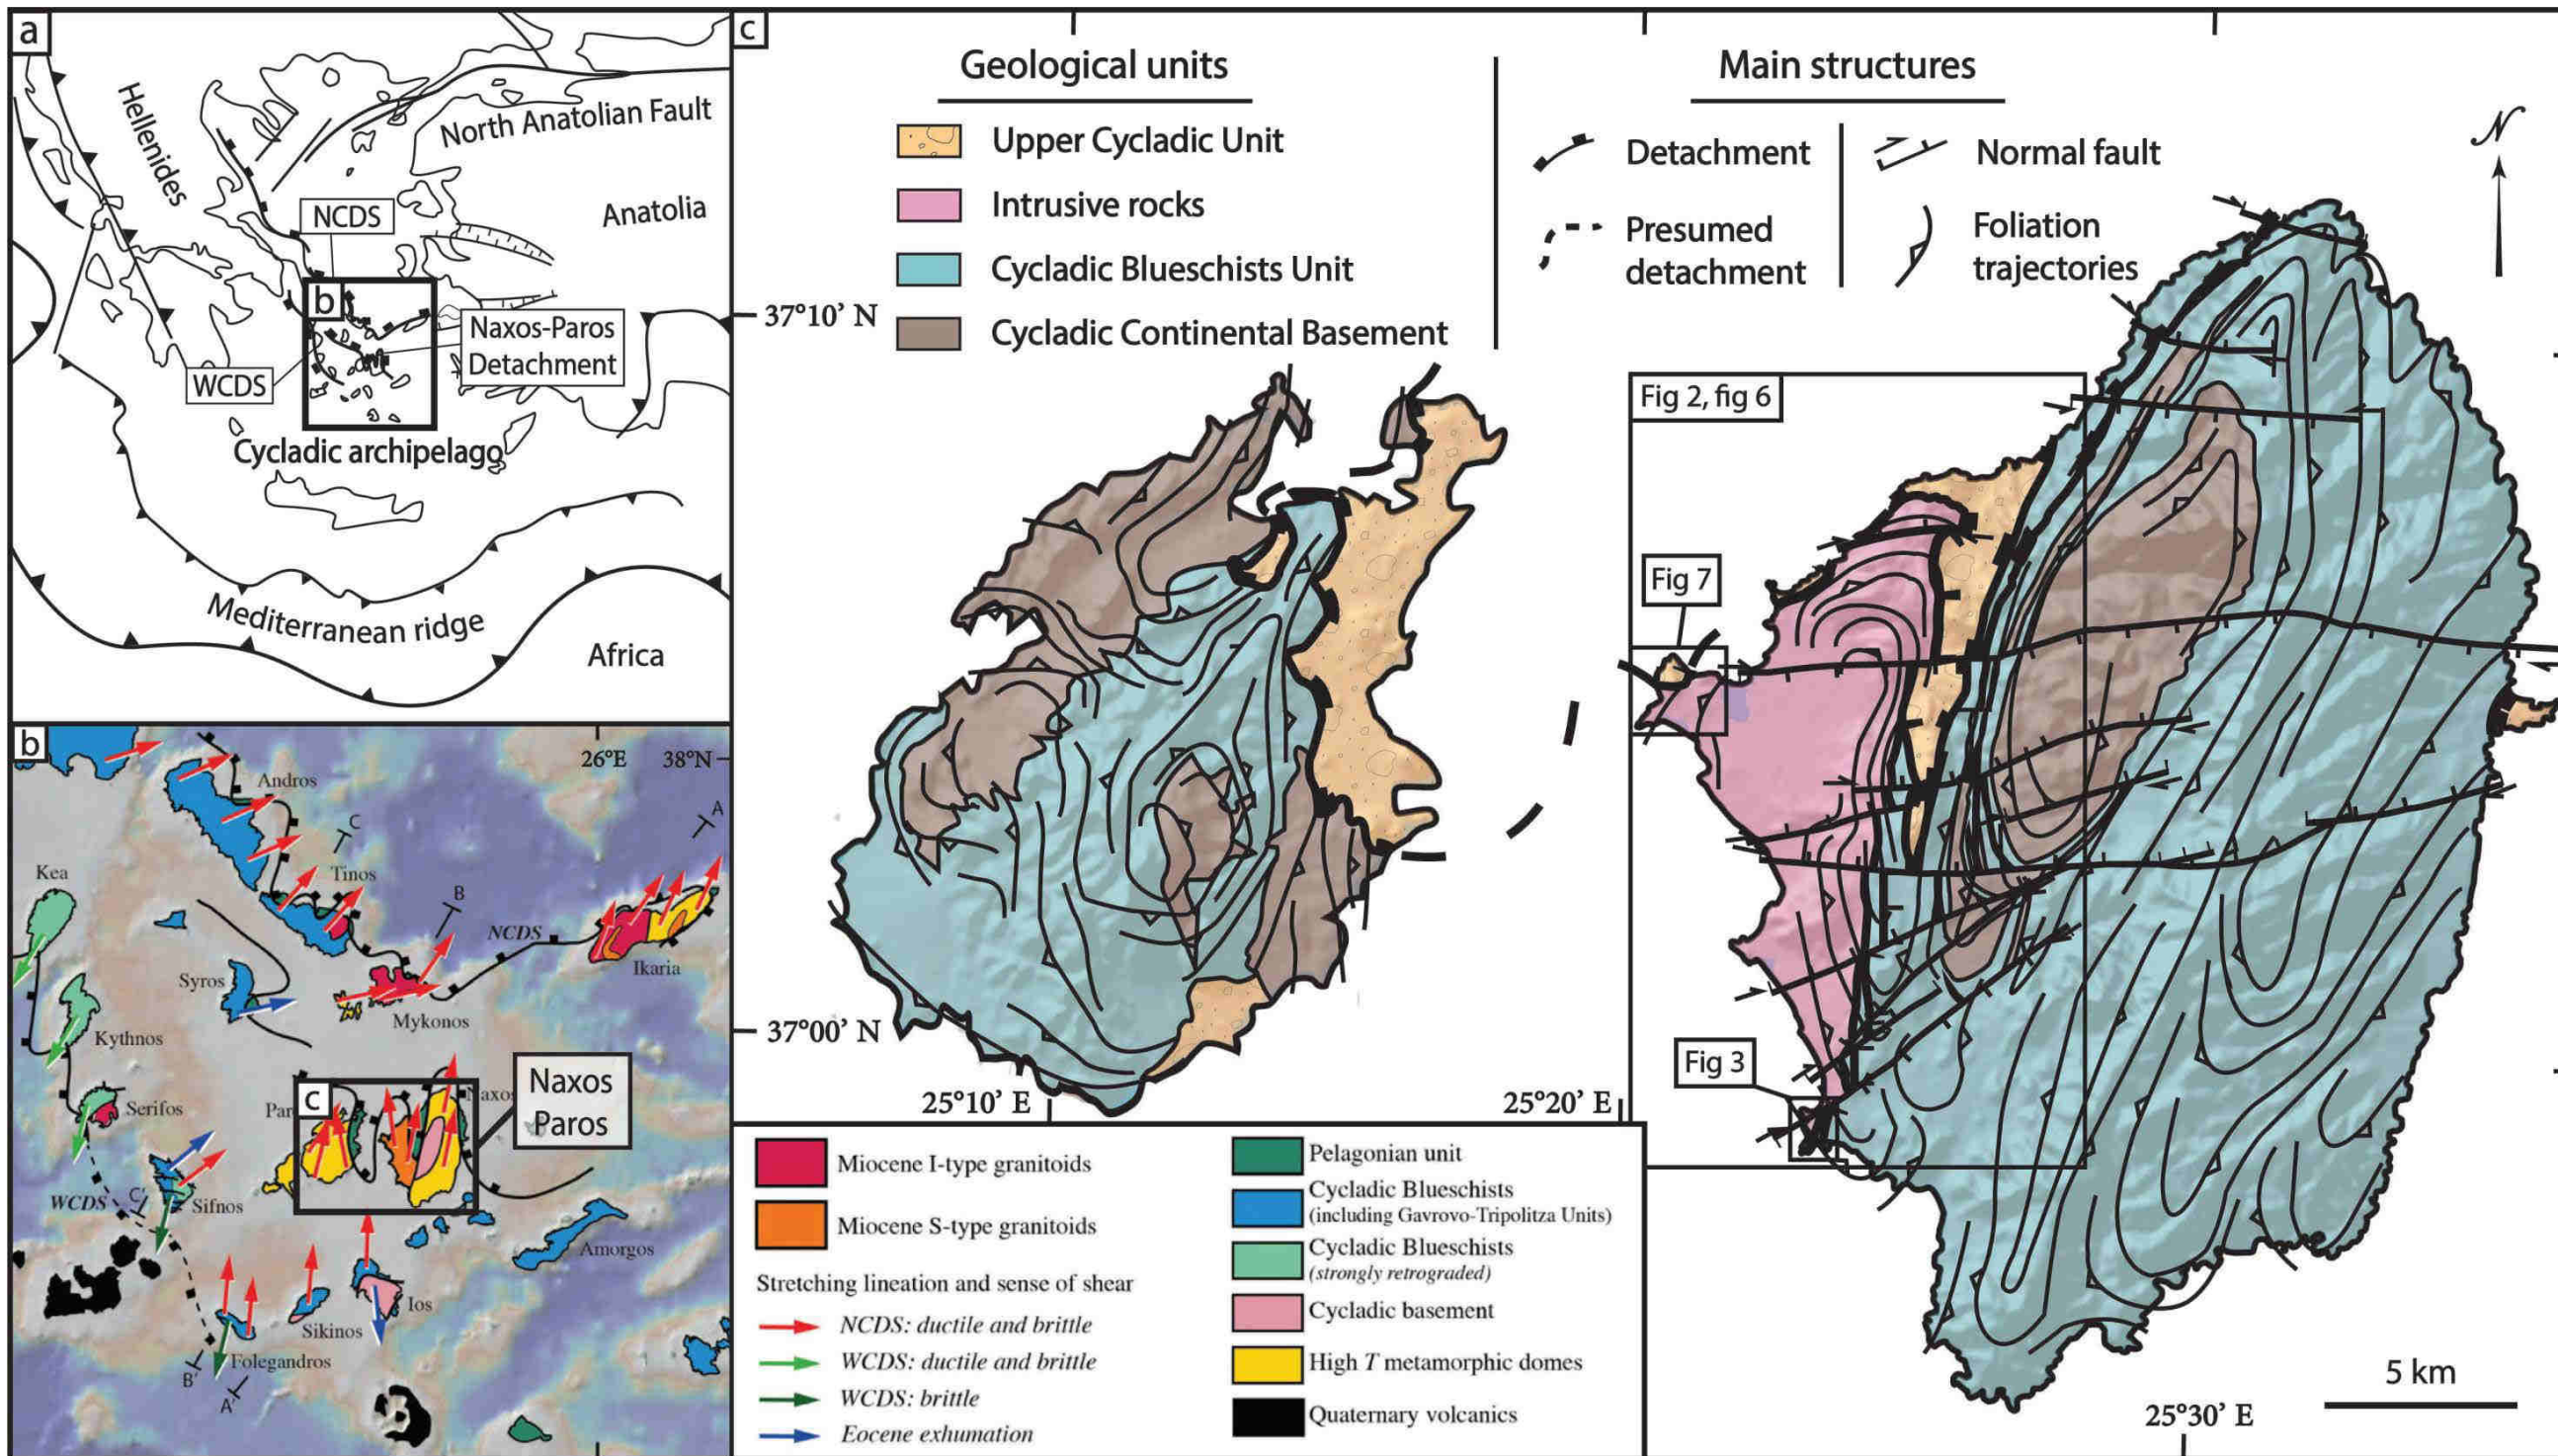 a
Hellenides
North Anatolian Fault
Anatolia
NCDS
b
Naxos-Paros
Detachment
WCDS
Cycladic archipelago
Mediterranean ridge
Africa
b
26°E
38°N
Andros
A
C
Tinos
Kea
B
NCDS
Ikaria
Syros
Mykonos
Kythnos
Naxos
Paros
Serifos
c
Naxos
WCDS
C'
Sifnos
Amorgos
Ios
Sikinos
Folegandros
B'
A'
c
Geological units
Upper Cycladic Unit
Intrusive rocks
Cycladic Blueschists Unit
Cycladic Continental Basement
Main structures
Detachment
Presumed
detachment
Normal fault
Foliation
trajectories
N
37°10' N
Fig 2, fig 6
Fig 7
37°00' N
Fig 3
25°10' E
25°20' E
5 km
25°30' E
Miocene I-type granitoids
Miocene S-type granitoids
Stretching lineation and sense of shear
NCDS: ductile and brittle
WCDS: ductile and brittle
WCDS: brittle
Eocene exhumation
Pelagonian unit
Cycladic Blueschists
(including Gavrovo-Tripolitza Units)
Cycladic Blueschists
(strongly retrograded)
Cycladic basement
High T metamorphic domes
Quaternary volcanics